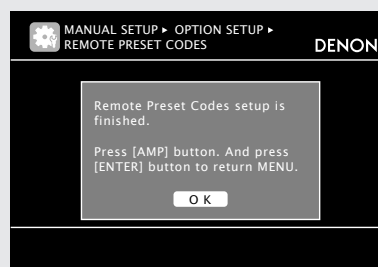 MANUAL SETUP ▸ OPTION SETUP ▸
REMOTE PRESET CODES
DENON
Remote Preset Codes setup is
finished.
Press [AMP] button. And press
[ENTER] button to return MENU.
O K